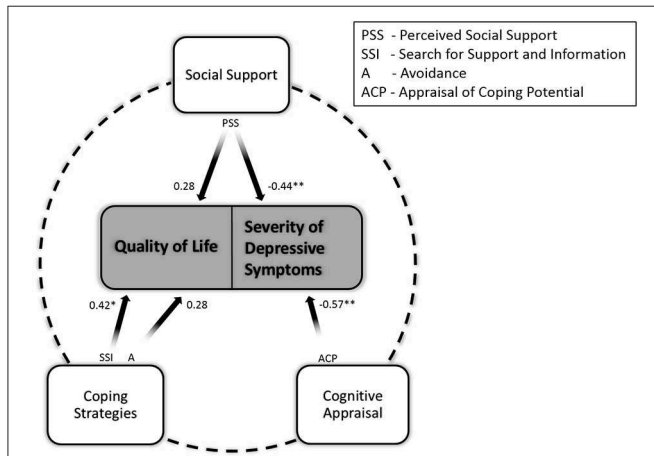 PSS - Perceived Social Support
SSI - Search for Support and Information
A - Avoidance
ACP - Appraisal of Coping Potential
Social Support
PSS
0.28
-0.44**
Quality of Life
Severity of
Depressive
Symptoms
0.42*
0.28
-0.57**
SSI
A
ACP
Coping
Strategies
Cognitive
Appraisal